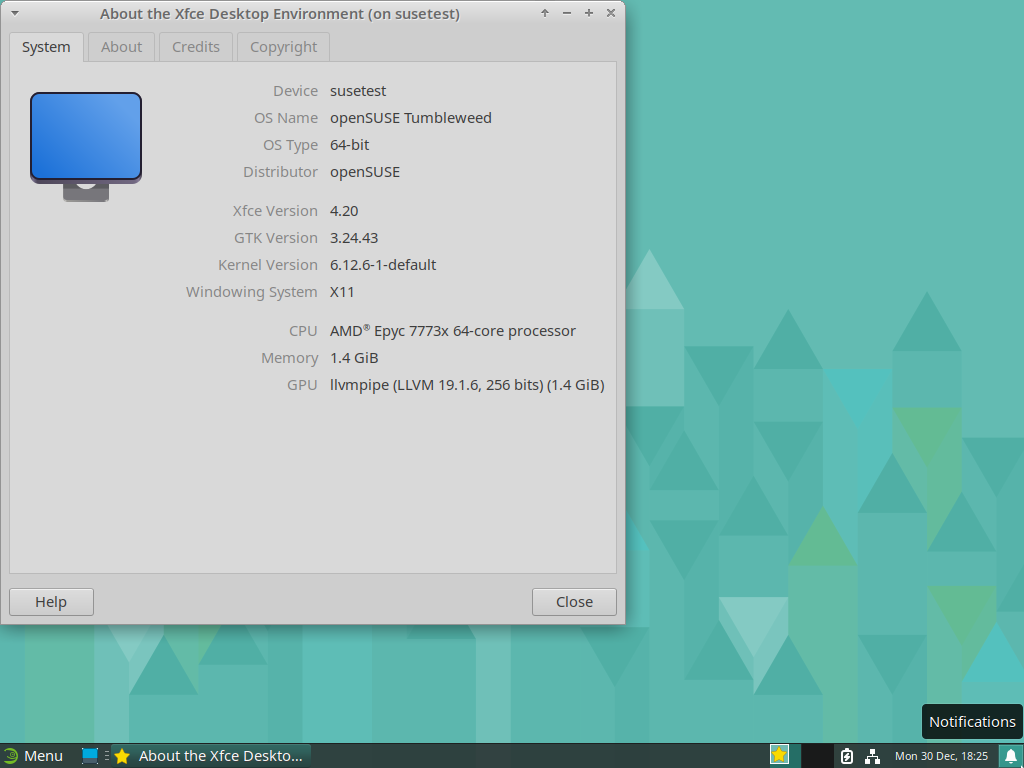 About the Xfce Desktop Environment (on susetest)
System About Credits Copyright
Device susetest
OS Name openSUSE Tumbleweed
OS Type 64-bit
Distributor openSUSE
Xfce Version 4.20
GTK Version 3.24.43
Kernel Version 6.12.6-1-default
Windowing System X11
CPU AMD® Epyc 7773x 64-core processor
Memory 1.4 GiB
GPU llvmpipe (LLVM 19.1.6, 256 bits) (1.4 GiB)
Help Close
Notifications
Menu About the Xfce Deskto... Mon 30 Dec, 18:25